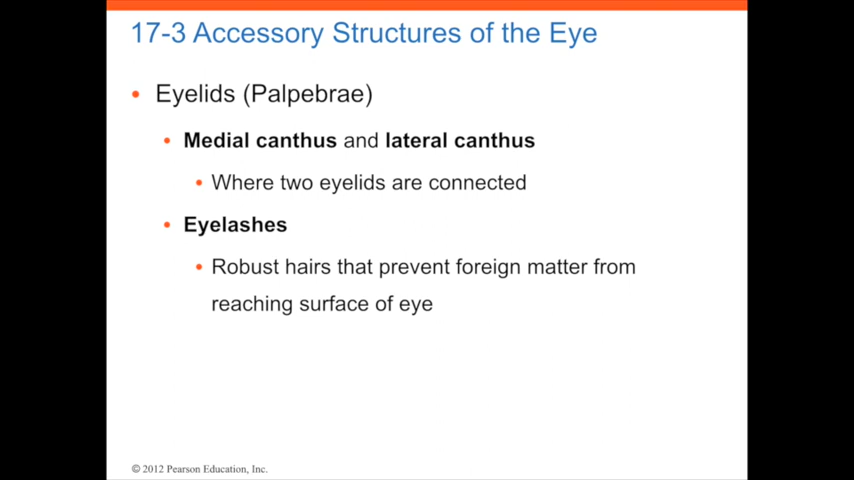 17-3 Accessory Structures of the Eye
• Eyelids (Palpebrae)
• Medial canthus and lateral canthus
• Where two eyelids are connected
• Eyelashes
• Robust hairs that prevent foreign matter from
reaching surface of eye
© 2012 Pearson Education, Inc.